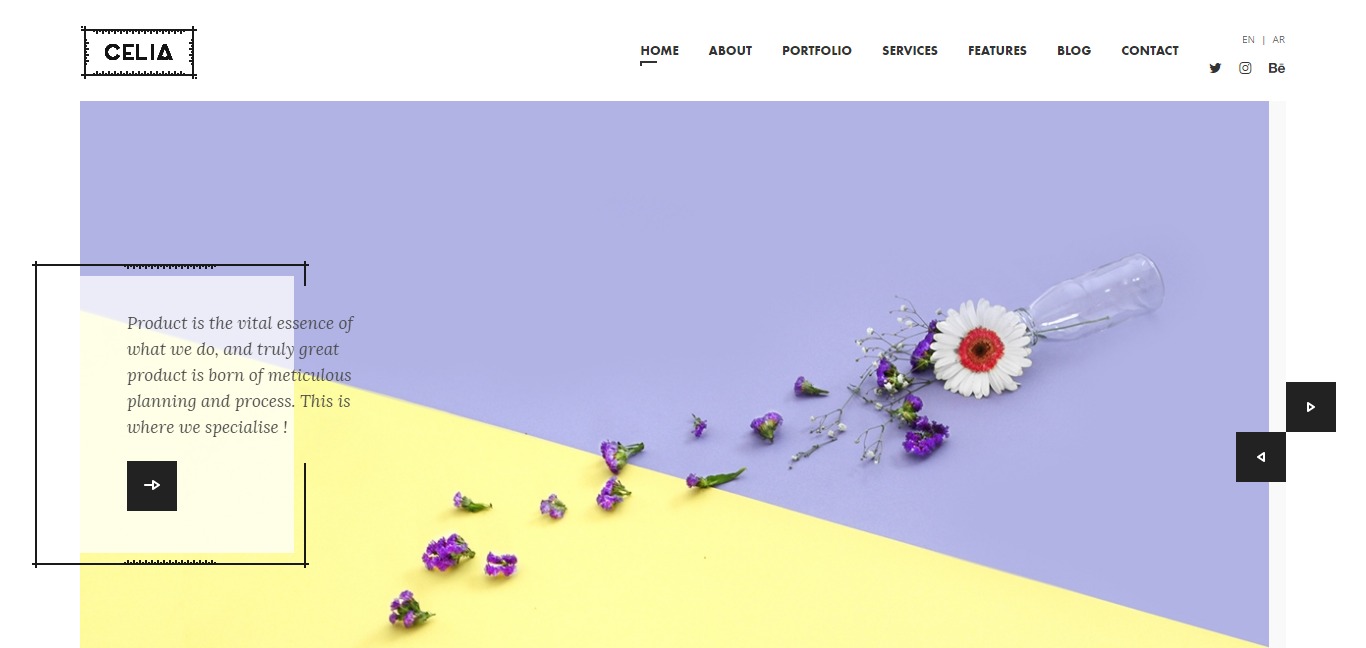 CELIA
HOME ABOUT PORTFOLIO SERVICES FEATURES BLOG CONTACT
EN | AR
Bē
Product is the vital essence of
what we do, and truly great
product is born of meticulous
planning and process. This is
where we specialise !